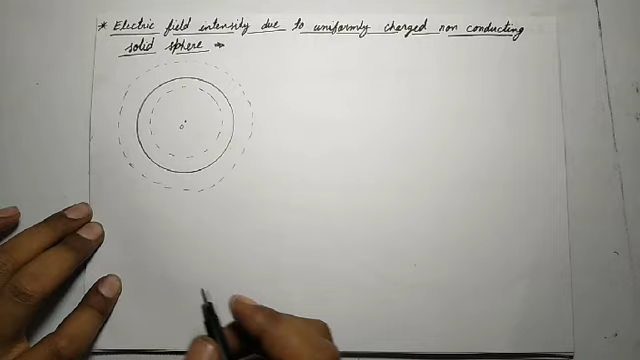 * Electric field intensity due to uniformly charged non conducting
solid sphere ⇒
o